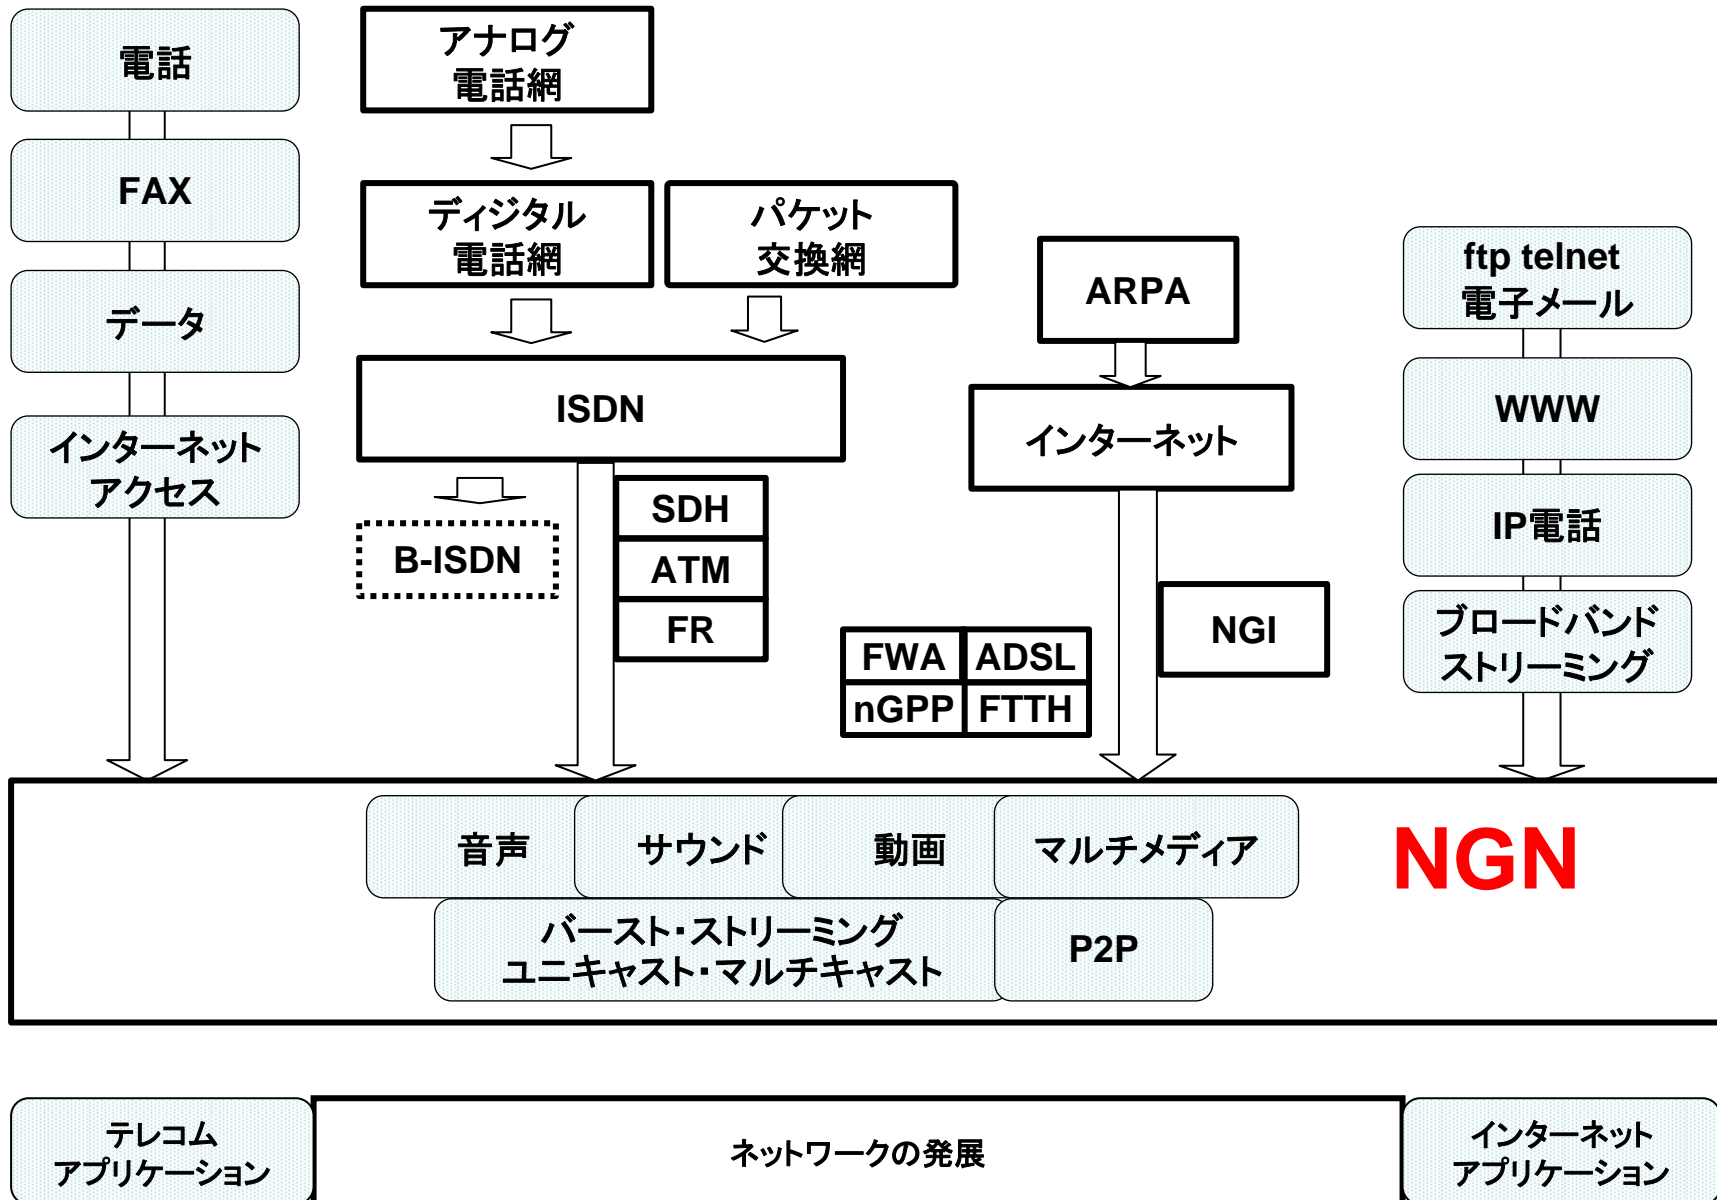 電話
FAX
データ
インターネット
アクセス
アナログ
電話網
ディジタル
電話網
パケット
交換網
ISDN
B-ISDN
SDH
ATM
FR
ARPA
インターネット
NGI
FWA ADSL
nGPP FTTH
ftp telnet
電子メール
WWW
IP電話
ブロードバンド
ストリーミング
音声 サウンド 動画 マルチメディア
NGN
バースト・ストリーミング
ユニキャスト・マルチキャスト
P2P
テレコム
アプリケーション
ネットワークの発展
インターネット
アプリケーション